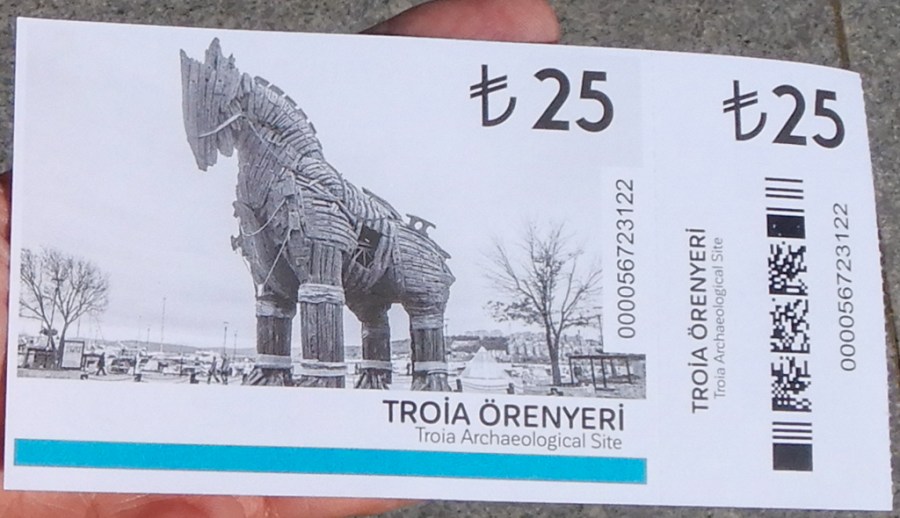 ₺ 25
000056723122
TROİA ÖRENYERİ
Troia Archaeological Site
₺ 25
TROİA ÖRENYERİ
Troia Archaeological Site
000056723122